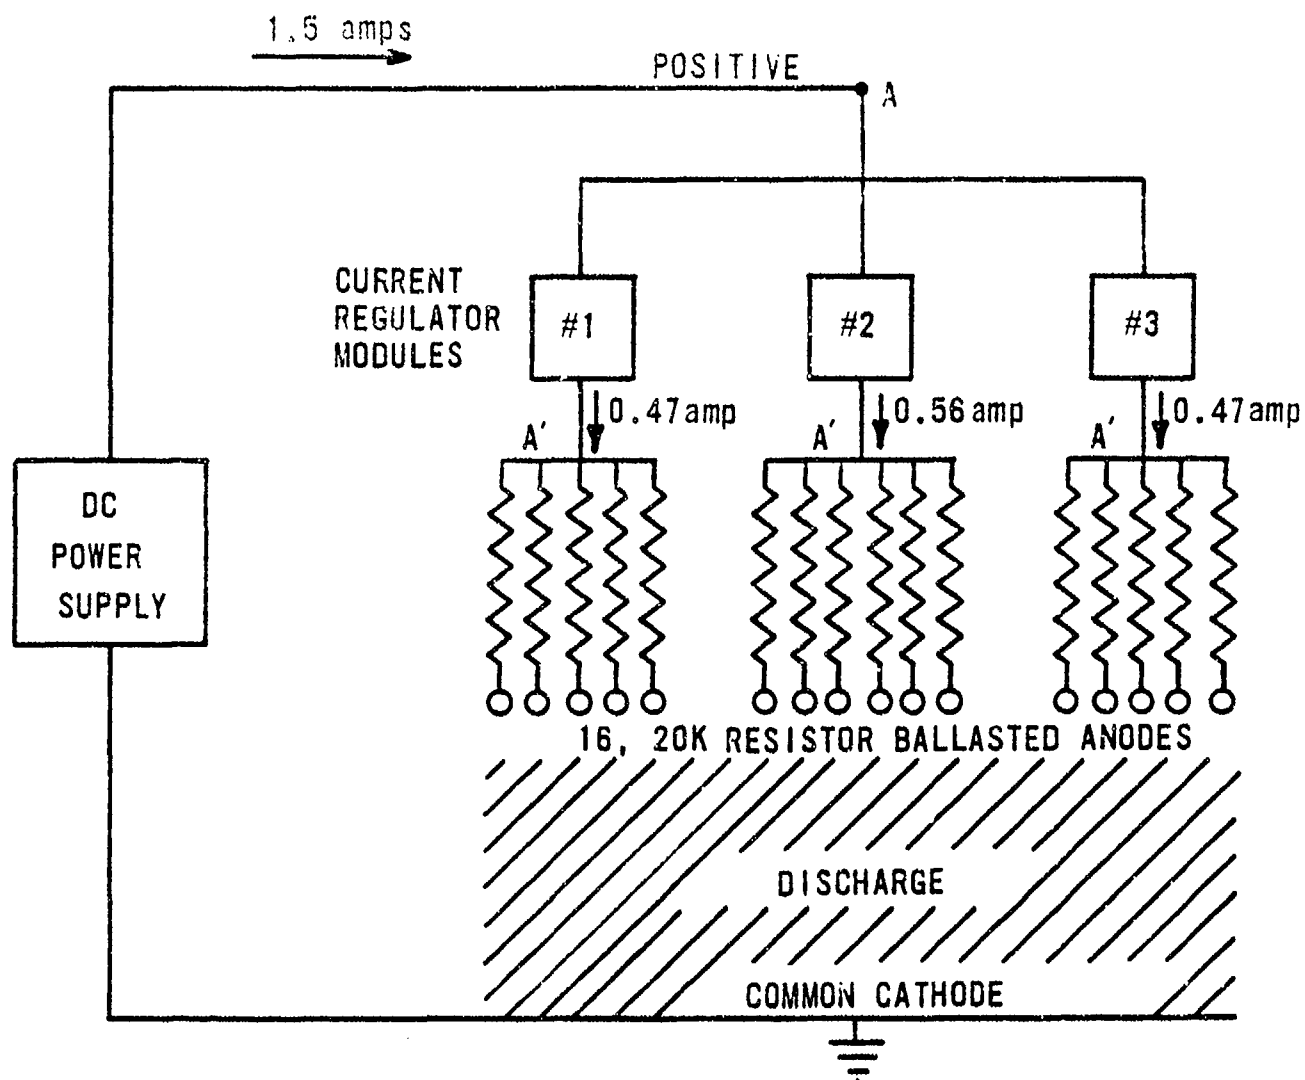 1.5 amps
POSITIVE
A
CURRENT
REGULATOR
MODULES
#1
#2
#3
0.47amp
0.56amp
0.47amp
A'
A'
A'
DC
POWER
SUPPLY
16, 20K RESISTOR BALLASTED ANODES
DISCHARGE
COMMON CATHODE